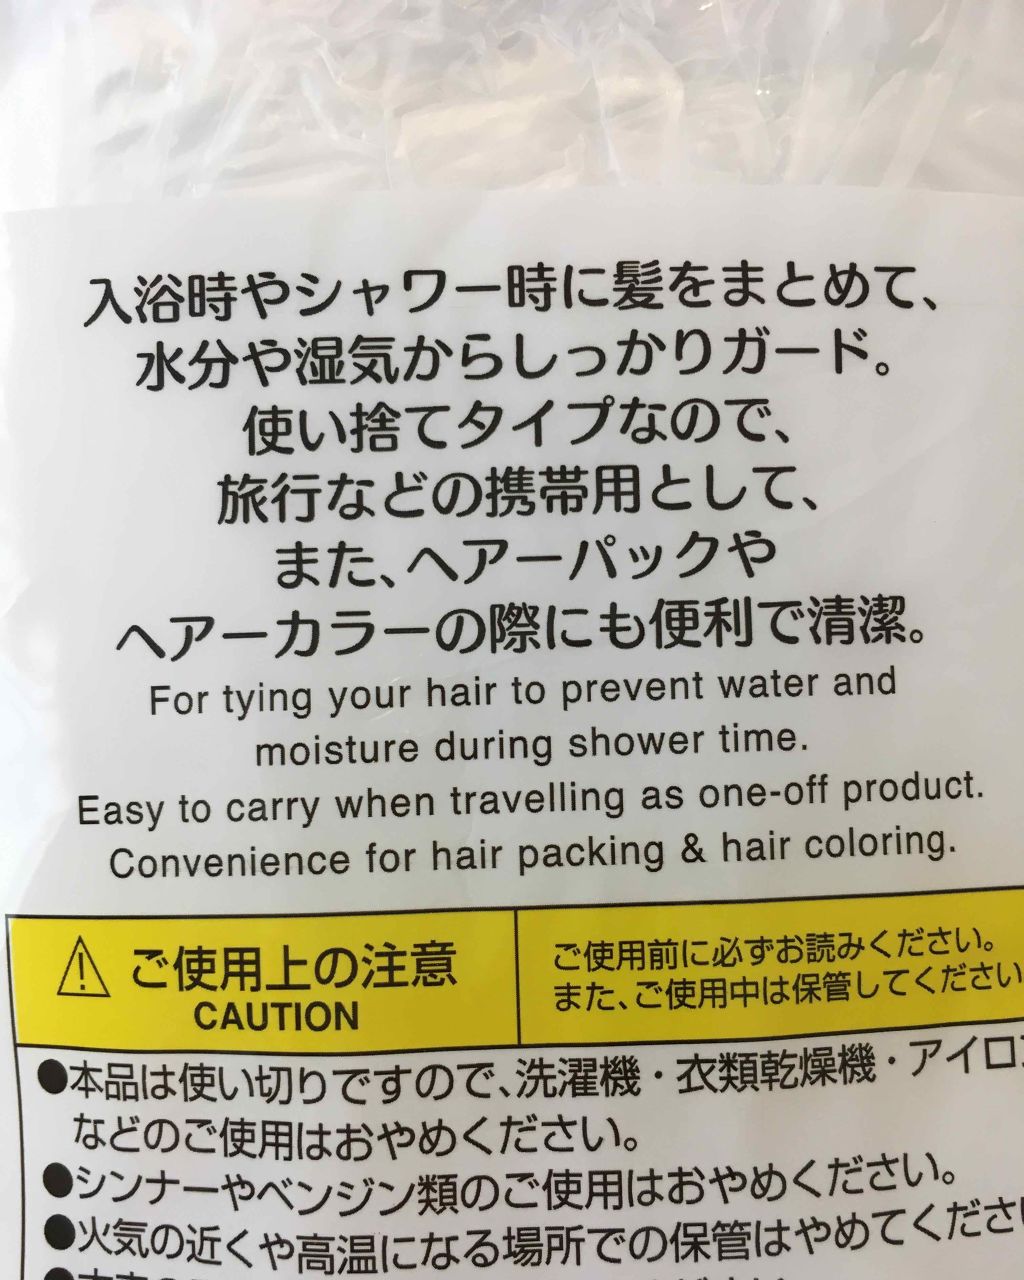 入浴時やシャワー時に髪をまとめて、
水分や湿気からしっかりガード。
使い捨てタイプなので、
旅行などの携帯用として、
また、ヘアーパックや
ヘアーカラーの際にも便利で清潔。
For tying your hair to prevent water and
moisture during shower time.
Easy to carry when travelling as one-off product.
Convenience for hair packing & hair coloring.
ご使用上の注意
CAUTION
ご使用前に必ずお読みください。
また、ご使用中は保管してください
●本品は使い切りですので、洗濯機・衣類乾燥機・アイロ
などのご使用はおやめください。
●シンナーやベンジン類のご使用はおやめください。
●火気の近くや高温になる場所での保管はやめてくださ